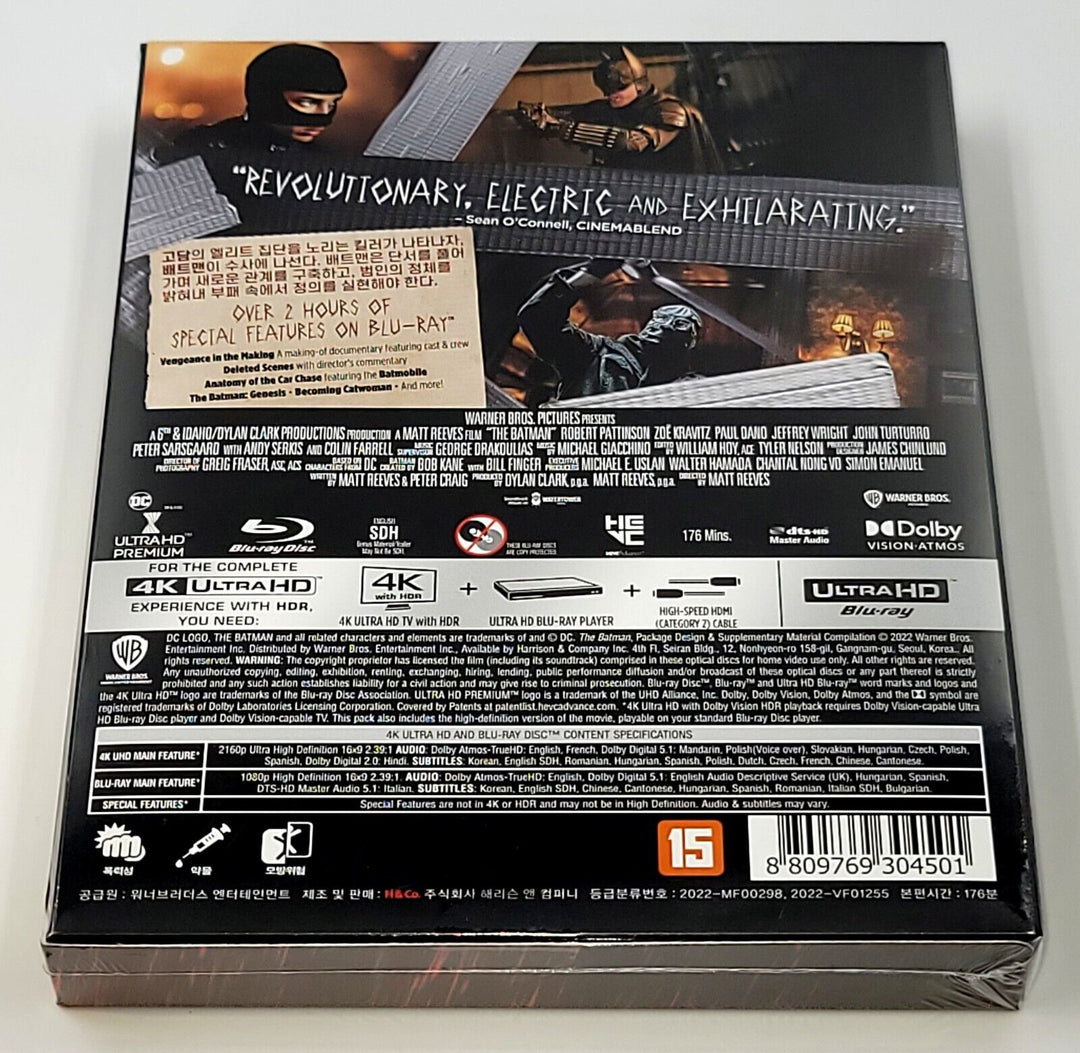 “REVOLUTIONARY, ELECTRIC AND EXHILARATING.”
– Sean O’Connell, CINEMABLEND
고담의 엘리트 집단을 노리는 킬러가 나타나자,
배트맨이 수사에 나선다. 배트맨은 단서를 풀어
가며 새로운 관계를 구축하고, 범인의 정체를
밝혀내 부패 속에서 정의를 실현해야 한다.
OVER 2 HOURS OF
SPECIAL FEATURES ON BLU-RAY™
Vengeance in the Making A making-of documentary featuring cast & crew
Deleted Scenes with director's commentary
Anatomy of the Car Chase featuring the Batmobile
The Batman: Genesis • Becoming Catwoman • And more!
WARNER BROS. PICTURES PRESENTS
A 6TH & IDAHO/DYLAN CLARK PRODUCTIONS PRODUCTION A MATT REEVES FILM "THE BATMAN" ROBERT PATTINSON ZOË KRAVITZ PAUL DANO JEFFREY WRIGHT JOHN TURTURRO
PETER SARSGAARD WITH ANDY SERKIS AND COLIN FARRELL MUSIC SUPERVISOR GEORGE DRAKOULIAS MUSIC BY MICHAEL GIACCHINO EDITED BY WILLIAM HOY, ACE TYLER NELSON PRODUCTION DESIGNER JAMES CHINLUND
DIRECTOR OF PHOTOGRAPHY GREIG FRASER, ASC, ACS BASED ON CHARACTERS FROM DC BATMAN CREATED BY BOB KANE WITH BILL FINGER EXECUTIVE PRODUCERS MICHAEL E. USLAN WALTER HAMADA CHANTAL NONG VO SIMON EMANUEL
WRITTEN BY MATT REEVES & PETER CRAIG PRODUCED BY DYLAN CLARK, p.g.a. MATT REEVES, p.g.a. DIRECTED BY MATT REEVES
DC
Soundtrack Album on WATERTOWER
WARNER BROS.
ULTRA HD PREMIUM™
Blu-ray Disc™
ENGLISH SDH
Bonus Material/Trailer May Not Be SDH.
THESE BLU-RAY DISCS ARE COPY PROTECTED
HEVC
HEVC Advance™
176 Mins.
dts-HD Master Audio
Dolby
VISION•ATMOS
FOR THE COMPLETE
4K ULTRA HD™
EXPERIENCE WITH HDR,
YOU NEED:
4K with HDR
4K ULTRA HD TV with HDR
+
ULTRA HD BLU-RAY PLAYER
+
HIGH-SPEED HDMI
(CATEGORY 2) CABLE
ULTRA HD™
Blu-ray
WB
WARNER BROS.
DC LOGO, THE BATMAN and all related characters and elements are trademarks of and © DC. The Batman, Package Design & Supplementary Material Compilation © 2022 Warner Bros.
Entertainment Inc. Distributed by Warner Bros. Entertainment Inc., Available by Harrison & Company Inc. 4th Fl, Seiran Bldg., 12, Nonhyeon-ro 158-gil, Gangnam-gu, Seoul, Korea., All
rights reserved. WARNING: The copyright proprietor has licensed the film (including its soundtrack) comprised in these optical discs for home video use only. All other rights are reserved.
Any unauthorized copying, editing, exhibition, renting, exchanging, hiring, lending, public performance diffusion and/or broadcast of these optical discs or any part thereof is strictly
prohibited and any such action establishes liability for a civil action and may give rise to criminal prosecution. Blu-ray Disc™, Blu-ray™ and Ultra HD Blu-ray™ word marks and logos and
the 4K Ultra HD™ logo are trademarks of the Blu-ray Disc Association. ULTRA HD PREMIUM™ logo is a trademark of the UHD Alliance, Inc. Dolby, Dolby Vision, Dolby Atmos, and the symbol are
registered trademarks of Dolby Laboratories Licensing Corporation. Covered by Patents at patentlist.hevcadvance.com. *4K Ultra HD with Dolby Vision HDR playback requires Dolby Vision-capable Ultra
HD Blu-ray Disc player and Dolby Vision-capable TV. This pack also includes the high-definition version of the movie, playable on your standard Blu-ray Disc player.
4K ULTRA HD AND BLU-RAY DISC™ CONTENT SPECIFICATIONS
4K UHD MAIN FEATURE* 2160p Ultra High Definition 16x9 2.39:1 AUDIO: Dolby Atmos-TrueHD: English, French, Dolby Digital 5.1: Mandarin, Polish(Voice over), Slovakian, Hungarian, Czech, Polish,
Spanish, Dolby Digital 2.0: Hindi. SUBTITLES: Korean, English SDH, Romanian, Hungarian, Spanish, Polish, Dutch, Czech, French, Chinese, Cantonese.
BLU-RAY MAIN FEATURE* 1080p High Definition 16x9 2.39:1. AUDIO: Dolby Atmos-TrueHD: English, Dolby Digital 5.1: English Audio Descriptive Service (UK), Hungarian, Spanish,
DTS-HD Master Audio 5.1: Italian. SUBTITLES: Korean, English SDH, Chinese, Cantonese, Hungarian, Spanish, Romanian, Italian SDH, Bulgarian.
SPECIAL FEATURES* Special Features are not in 4K or HDR and may not be in High Definition. Audio & subtitles may vary.
폭력성
약물
모방위험
15
8 809769 304501
공급원 : 워너브러더스 엔터테인먼트 제조 및 판매 : H&Co. 주식회사 해리슨 앤 컴퍼니 등급분류번호 : 2022-MF00298, 2022-VF01255 본편시간 : 176분